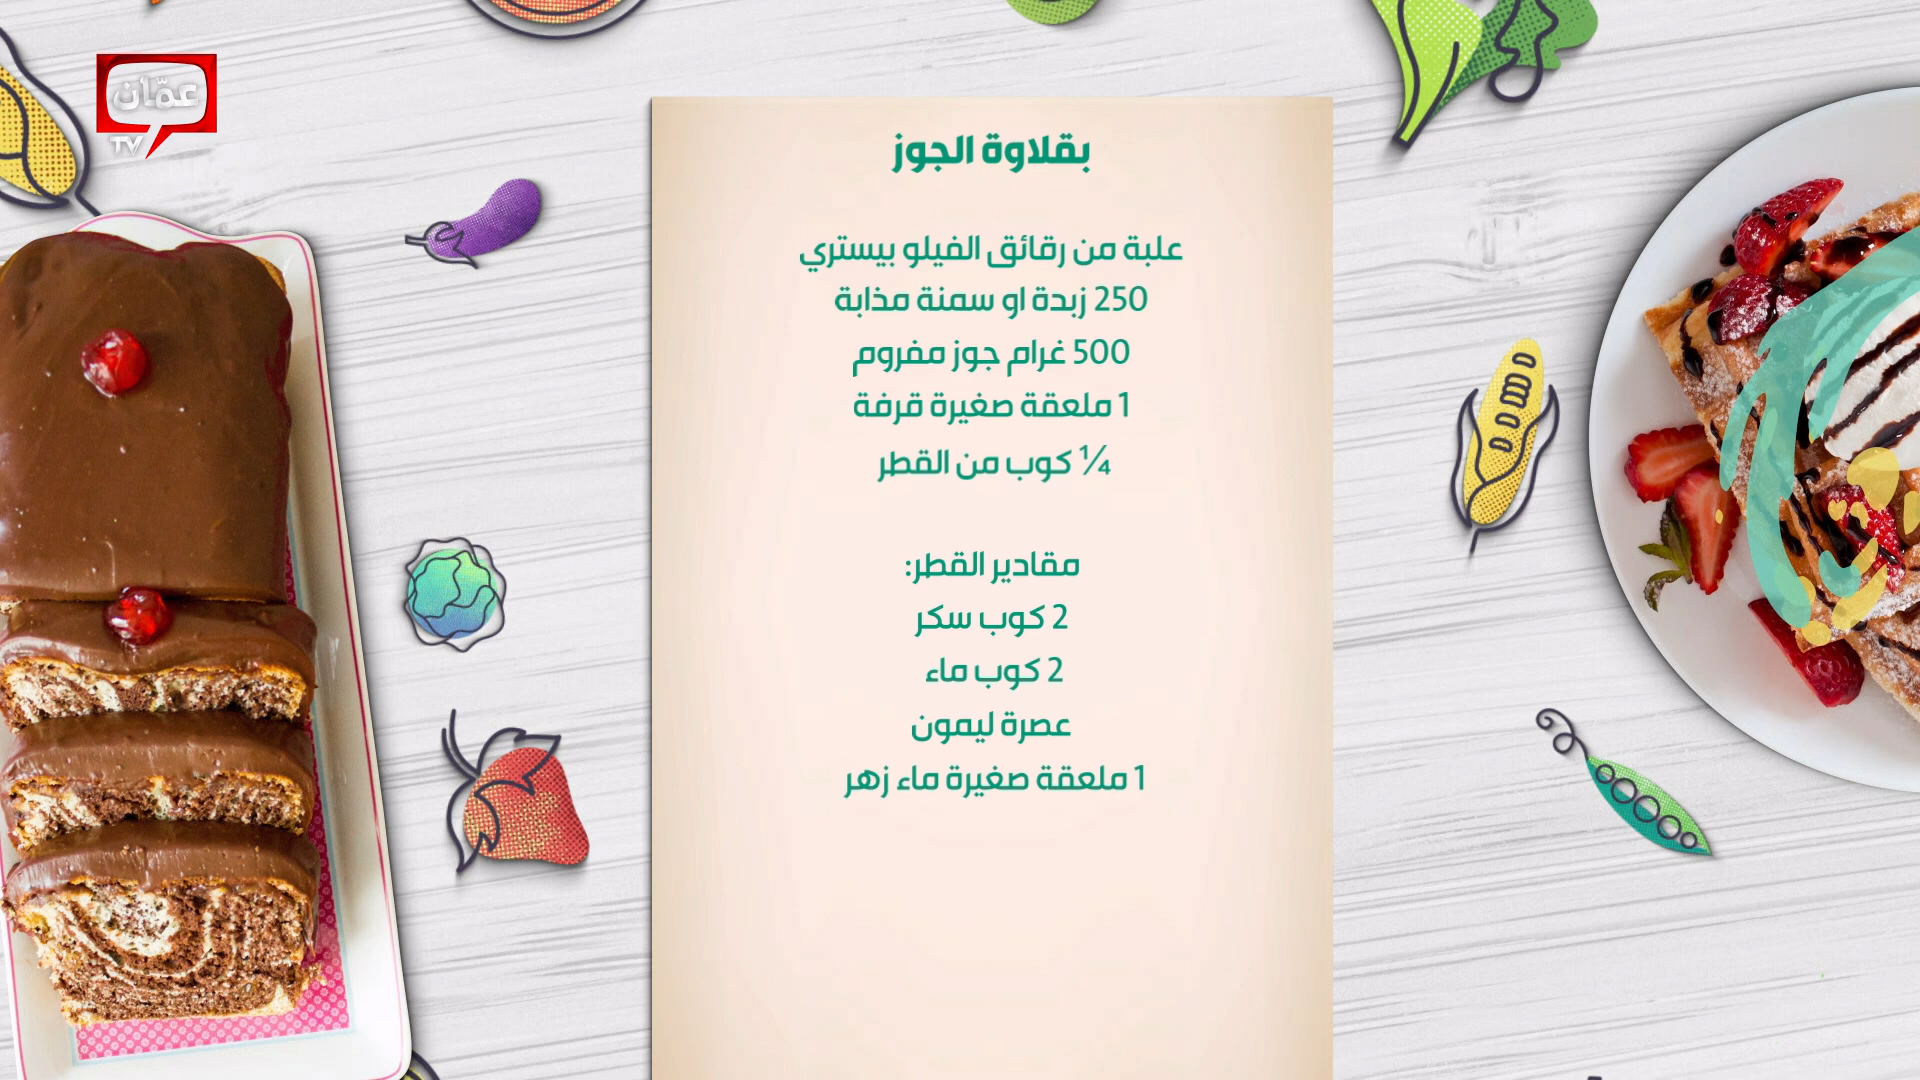 عمّان
TV
بقلاوة الجوز
علبة من رقائق الفيلو بيستري
250 زبدة او سمنة مذابة
500 غرام جوز مفروم
1 ملعقة صغيرة قرفة
¼ كوب من القطر
مقادير القطر:
2 كوب سكر
2 كوب ماء
عصرة ليمون
1 ملعقة صغيرة ماء زهر